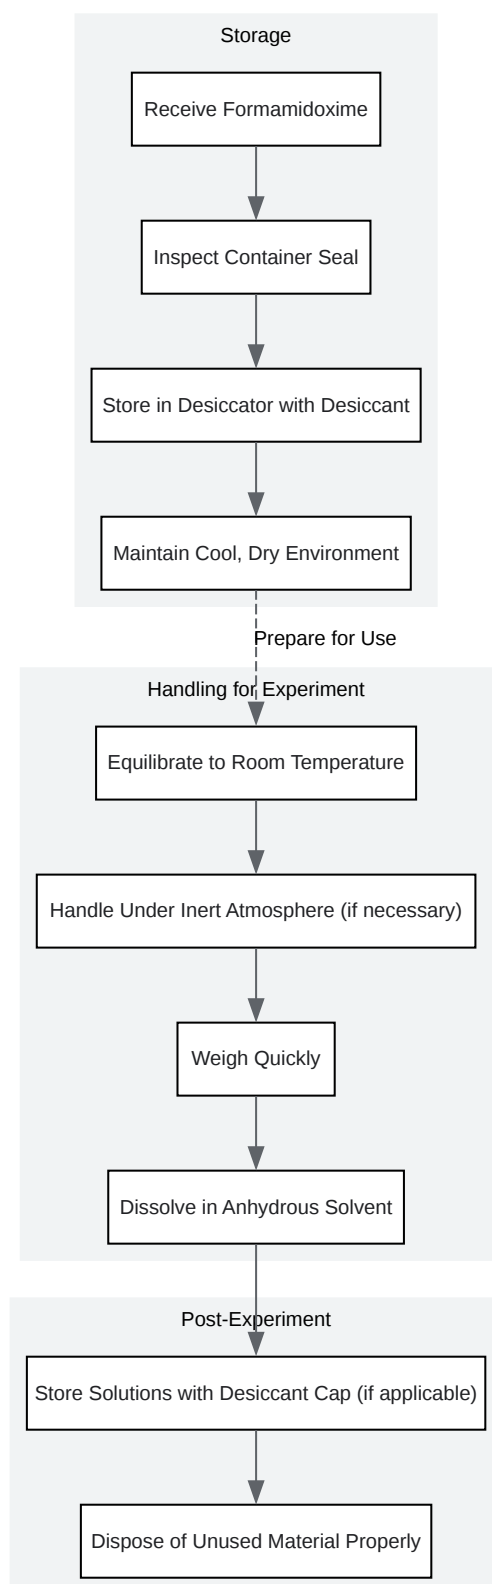 Storage
Receive Formamidoxime
Inspect Container Seal
Store in Desiccator with Desiccant
Maintain Cool, Dry Environment
Prepare for Use
Handling for Experiment
Equilibrate to Room Temperature
Handle Under Inert Atmosphere (if necessary)
Weigh Quickly
Dissolve in Anhydrous Solvent
Post-Experiment
Store Solutions with Desiccant Cap (if applicable)
Dispose of Unused Material Properly